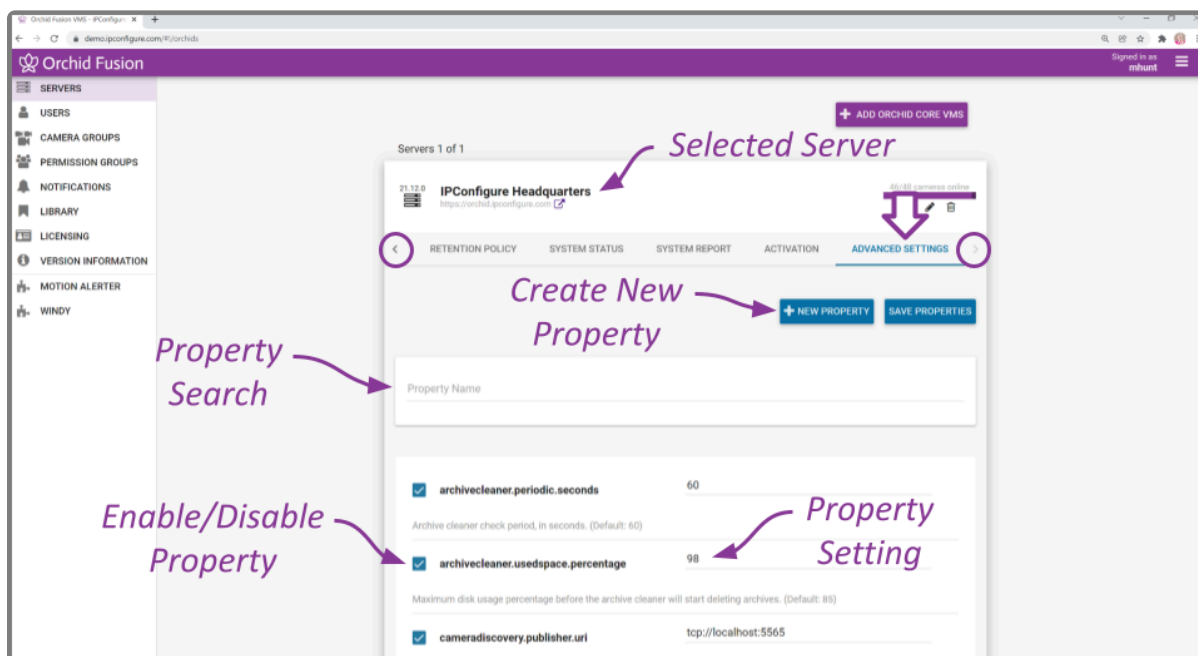 Orchid Fusion VMS - IPConfigur
demo.ipconfigure.com/#!/orchids
Orchid Fusion
Signed in as
mhunt
SERVERS
USERS
CAMERA GROUPS
PERMISSION GROUPS
NOTIFICATIONS
LIBRARY
LICENSING
VERSION INFORMATION
MOTION ALERTER
WINDY
ADD ORCHID CORE VMS
Servers 1 of 1
Selected Server
21.12.0
IPConfigure Headquarters
https://orchid.ipconfigure.com
46/48 cameras online
RETENTION POLICY
SYSTEM STATUS
SYSTEM REPORT
ACTIVATION
ADVANCED SETTINGS
Create New
Property
NEW PROPERTY
SAVE PROPERTIES
Property
Search
Property Name
archivecleaner.periodic.seconds
60
Archive cleaner check period, in seconds. (Default: 60)
Enable/Disable
Property
Property
Setting
archivecleaner.usedspace.percentage
98
Maximum disk usage percentage before the archive cleaner will start deleting archives. (Default: 85)
cameradiscovery.publisher.uri
tcp://localhost:5565